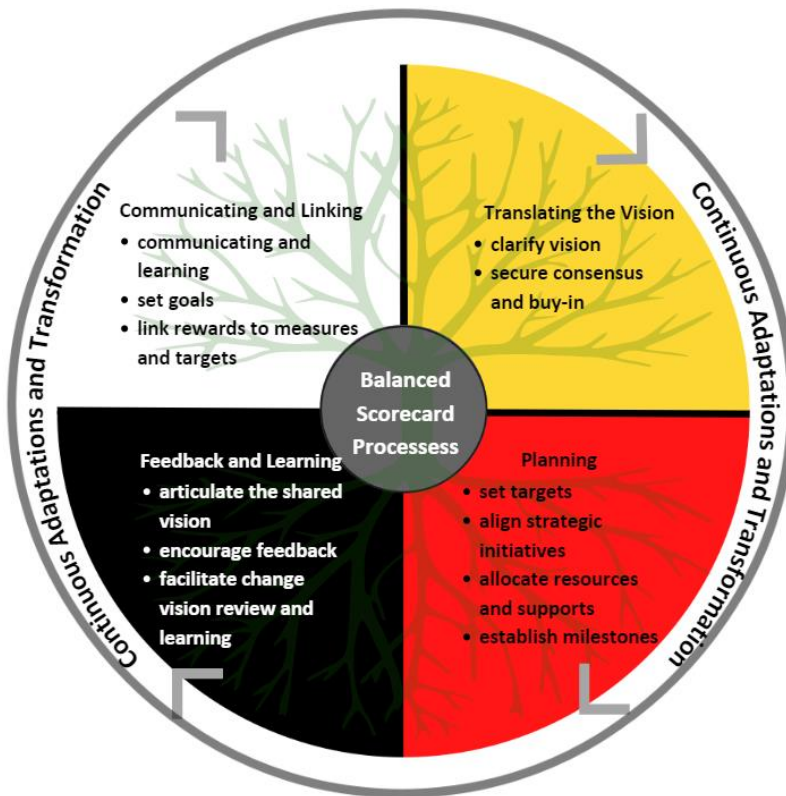 Continuous Adaptations and Transformation
Communicating and Linking
• communicating and
learning
• set goals
• link rewards to measures
and targets
Translating the Vision
• clarify vision
• secure consensus
and buy-in
Balanced
Scorecard
Processess
Feedback and Learning
• articulate the shared
vision
• encourage feedback
• facilitate change
vision review and
learning
Planning
• set targets
• align strategic
initiatives
• allocate resources
and supports
• establish milestones
Continuous Adaptations and Transformation